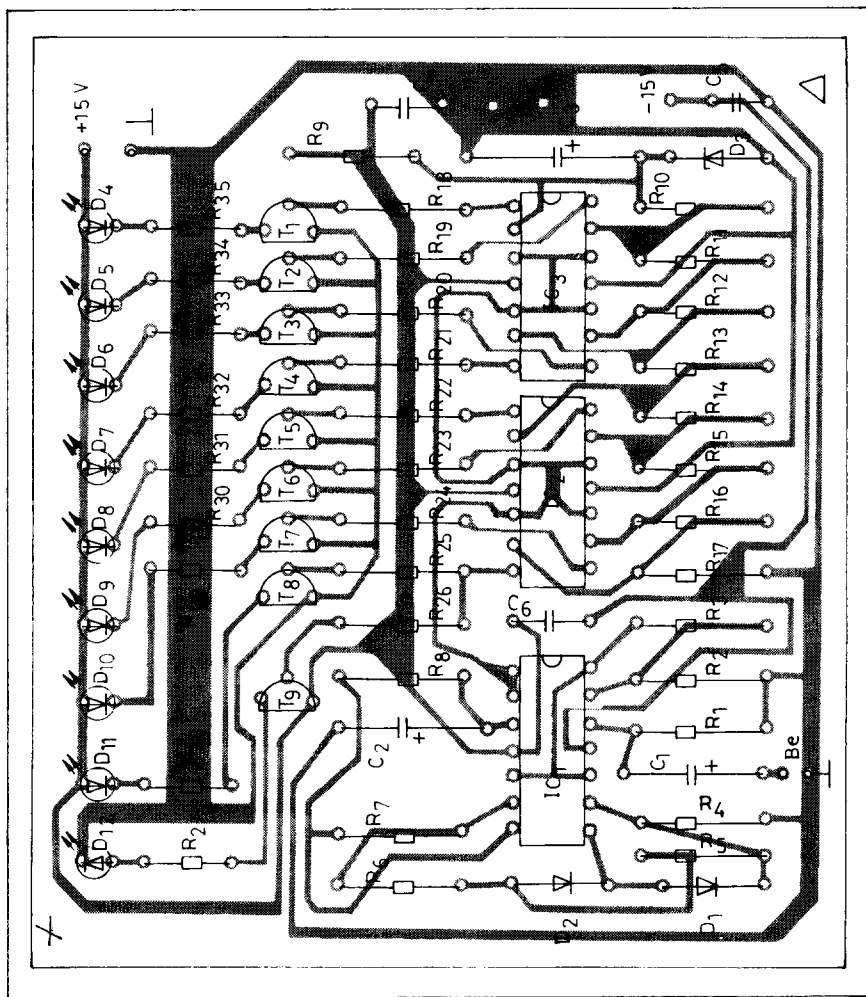 +15 V
⊥
-15 V
D4
D5
D6
D7
D8
D9
D10
D11
D12
R35
R34
R33
R32
R31
R30
R2
T1
T2
T3
T4
T5
T6
T7
T8
T9
R9
R18
R19
R20
R21
R22
R23
R24
R25
R26
R8
C2
+
R7
R6
C6
D2
D1
+
R10
R11
R12
R13
R14
R15
R16
R17
R2
R1
C1
+
Be
R4
R5